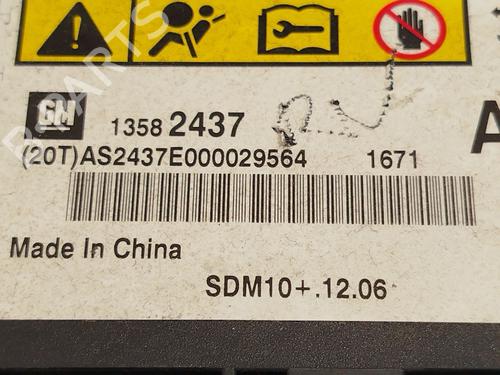 GM
1358 2437
(20T)AS2437E000029564 1671
Made In China
SDM10+.12.06